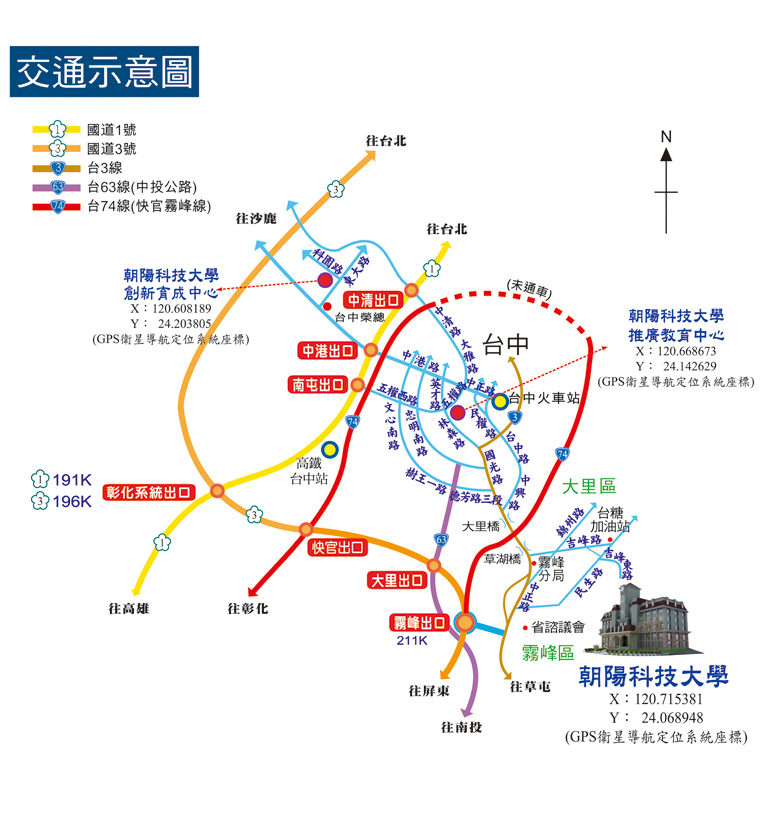 交通示意圖
1 國道1號
3 國道3號
3 台3線
63 台63線(中投公路)
74 台74線(快官霧峰線)
往台北
N
3
往沙鹿
往台北
科園路
東大路
1
朝陽科技大學
創新育成中心
X：120.608189
Y： 24.203805
(GPS衛星導航定位系統座標)
中清出口
台中榮總
(未通車)
中清路
大雅路
朝陽科技大學
推廣教育中心
X：120.668673
Y： 24.142629
(GPS衛星導航定位系統座標)
台中
中港出口
中港路
南屯出口
五權西路
英才路
五權路
中正路
台中火車站
文心南路
忠明南路
林森路
民權路
3
74
台中路
國光路
74
高鐵
台中站
樹王一路
德芳路三段
中興路
大里區
1 191K
3 196K
彰化系統出口
3
1
大里橋
錦州路
台糖
加油站
63
快官出口
吉峰路
吉峰東路
草湖橋
霧峰
分局
大里出口
民生路
中正路
往高雄
往彰化
霧峰出口
211K
省諮議會
霧峰區
往屏東
往草屯
往南投
朝陽科技大學
X：120.715381
Y： 24.068948
(GPS衛星導航定位系統座標)